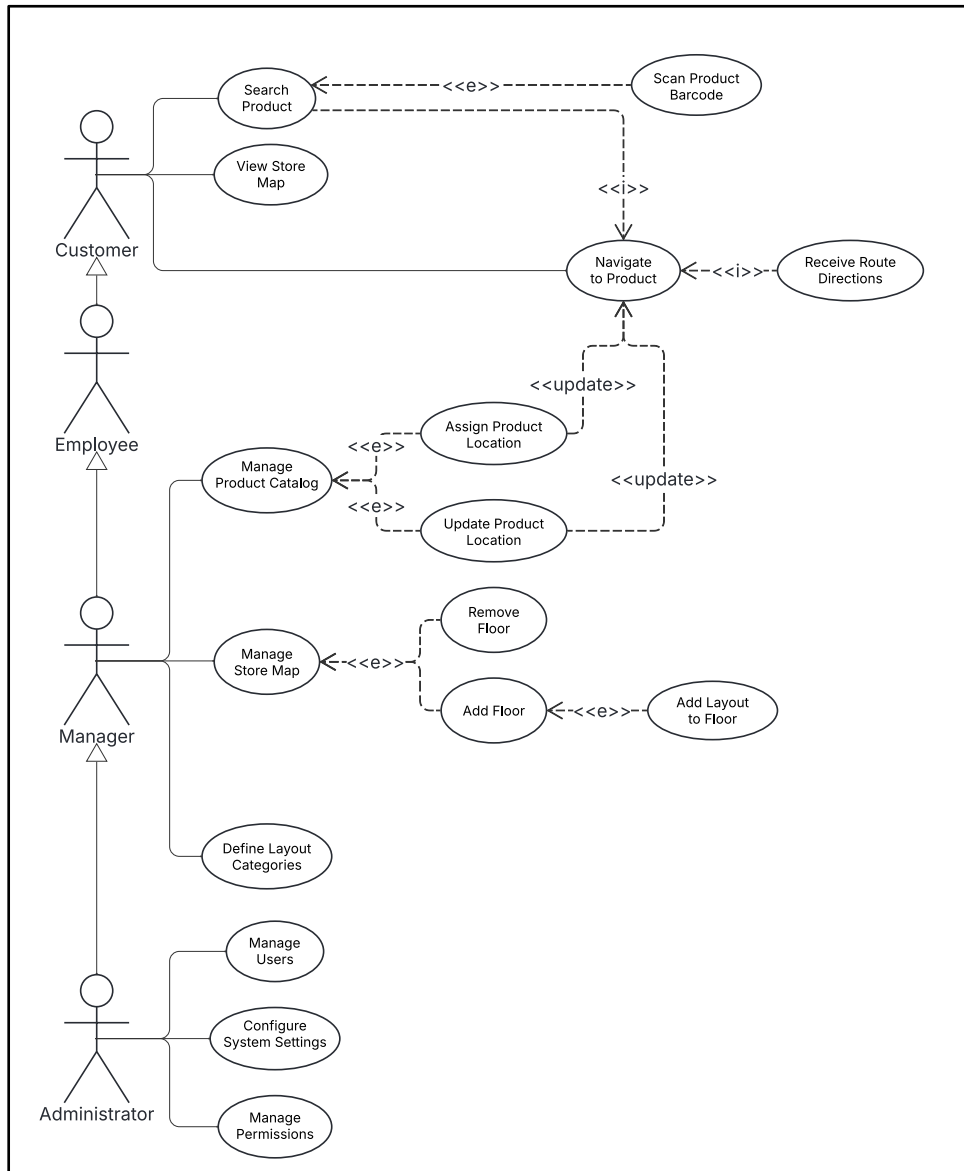 Search
Product
<<e>>
Scan Product
Barcode
View Store
Map
<<i>>
Customer
Navigate
to Product
<<i>>
Receive Route
Directions
Employee
<<update>>
Assign Product
Location
<<e>>
Manage
Product Catalog
<<e>>
<<update>>
Update Product
Location
Manager
Manage
Store Map
<<e>>
Remove
Floor
Add Floor
<<e>>
Add Layout
to Floor
Define Layout
Categories
Manage
Users
Configure
System Settings
Administrator
Manage
Permissions